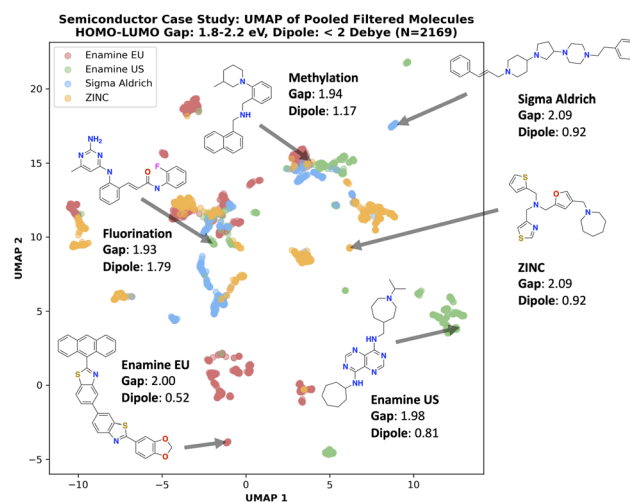 Semiconductor Case Study: UMAP of Pooled Filtered Molecules
HOMO-LUMO Gap: 1.8-2.2 eV, Dipole: < 2 Debye (N=2169)
Enamine EU
Enamine US
Sigma Aldrich
ZINC
Methylation
Gap: 1.94
Dipole: 1.17
Sigma Aldrich
Gap: 2.09
Dipole: 0.92
Fluorination
Gap: 1.93
Dipole: 1.79
ZINC
Gap: 2.09
Dipole: 0.92
Enamine EU
Gap: 2.00
Dipole: 0.52
Enamine US
Gap: 1.98
Dipole: 0.81
UMAP 2
20
15
10
5
0
−5
−10
−5
0
5
10
UMAP 1
N
N
N
N
NH
NH2
N
N
N
O
F
N
S
N
S
N
O
N
S
N
S
N
O
O
N
HN
N
N
N
N
NH